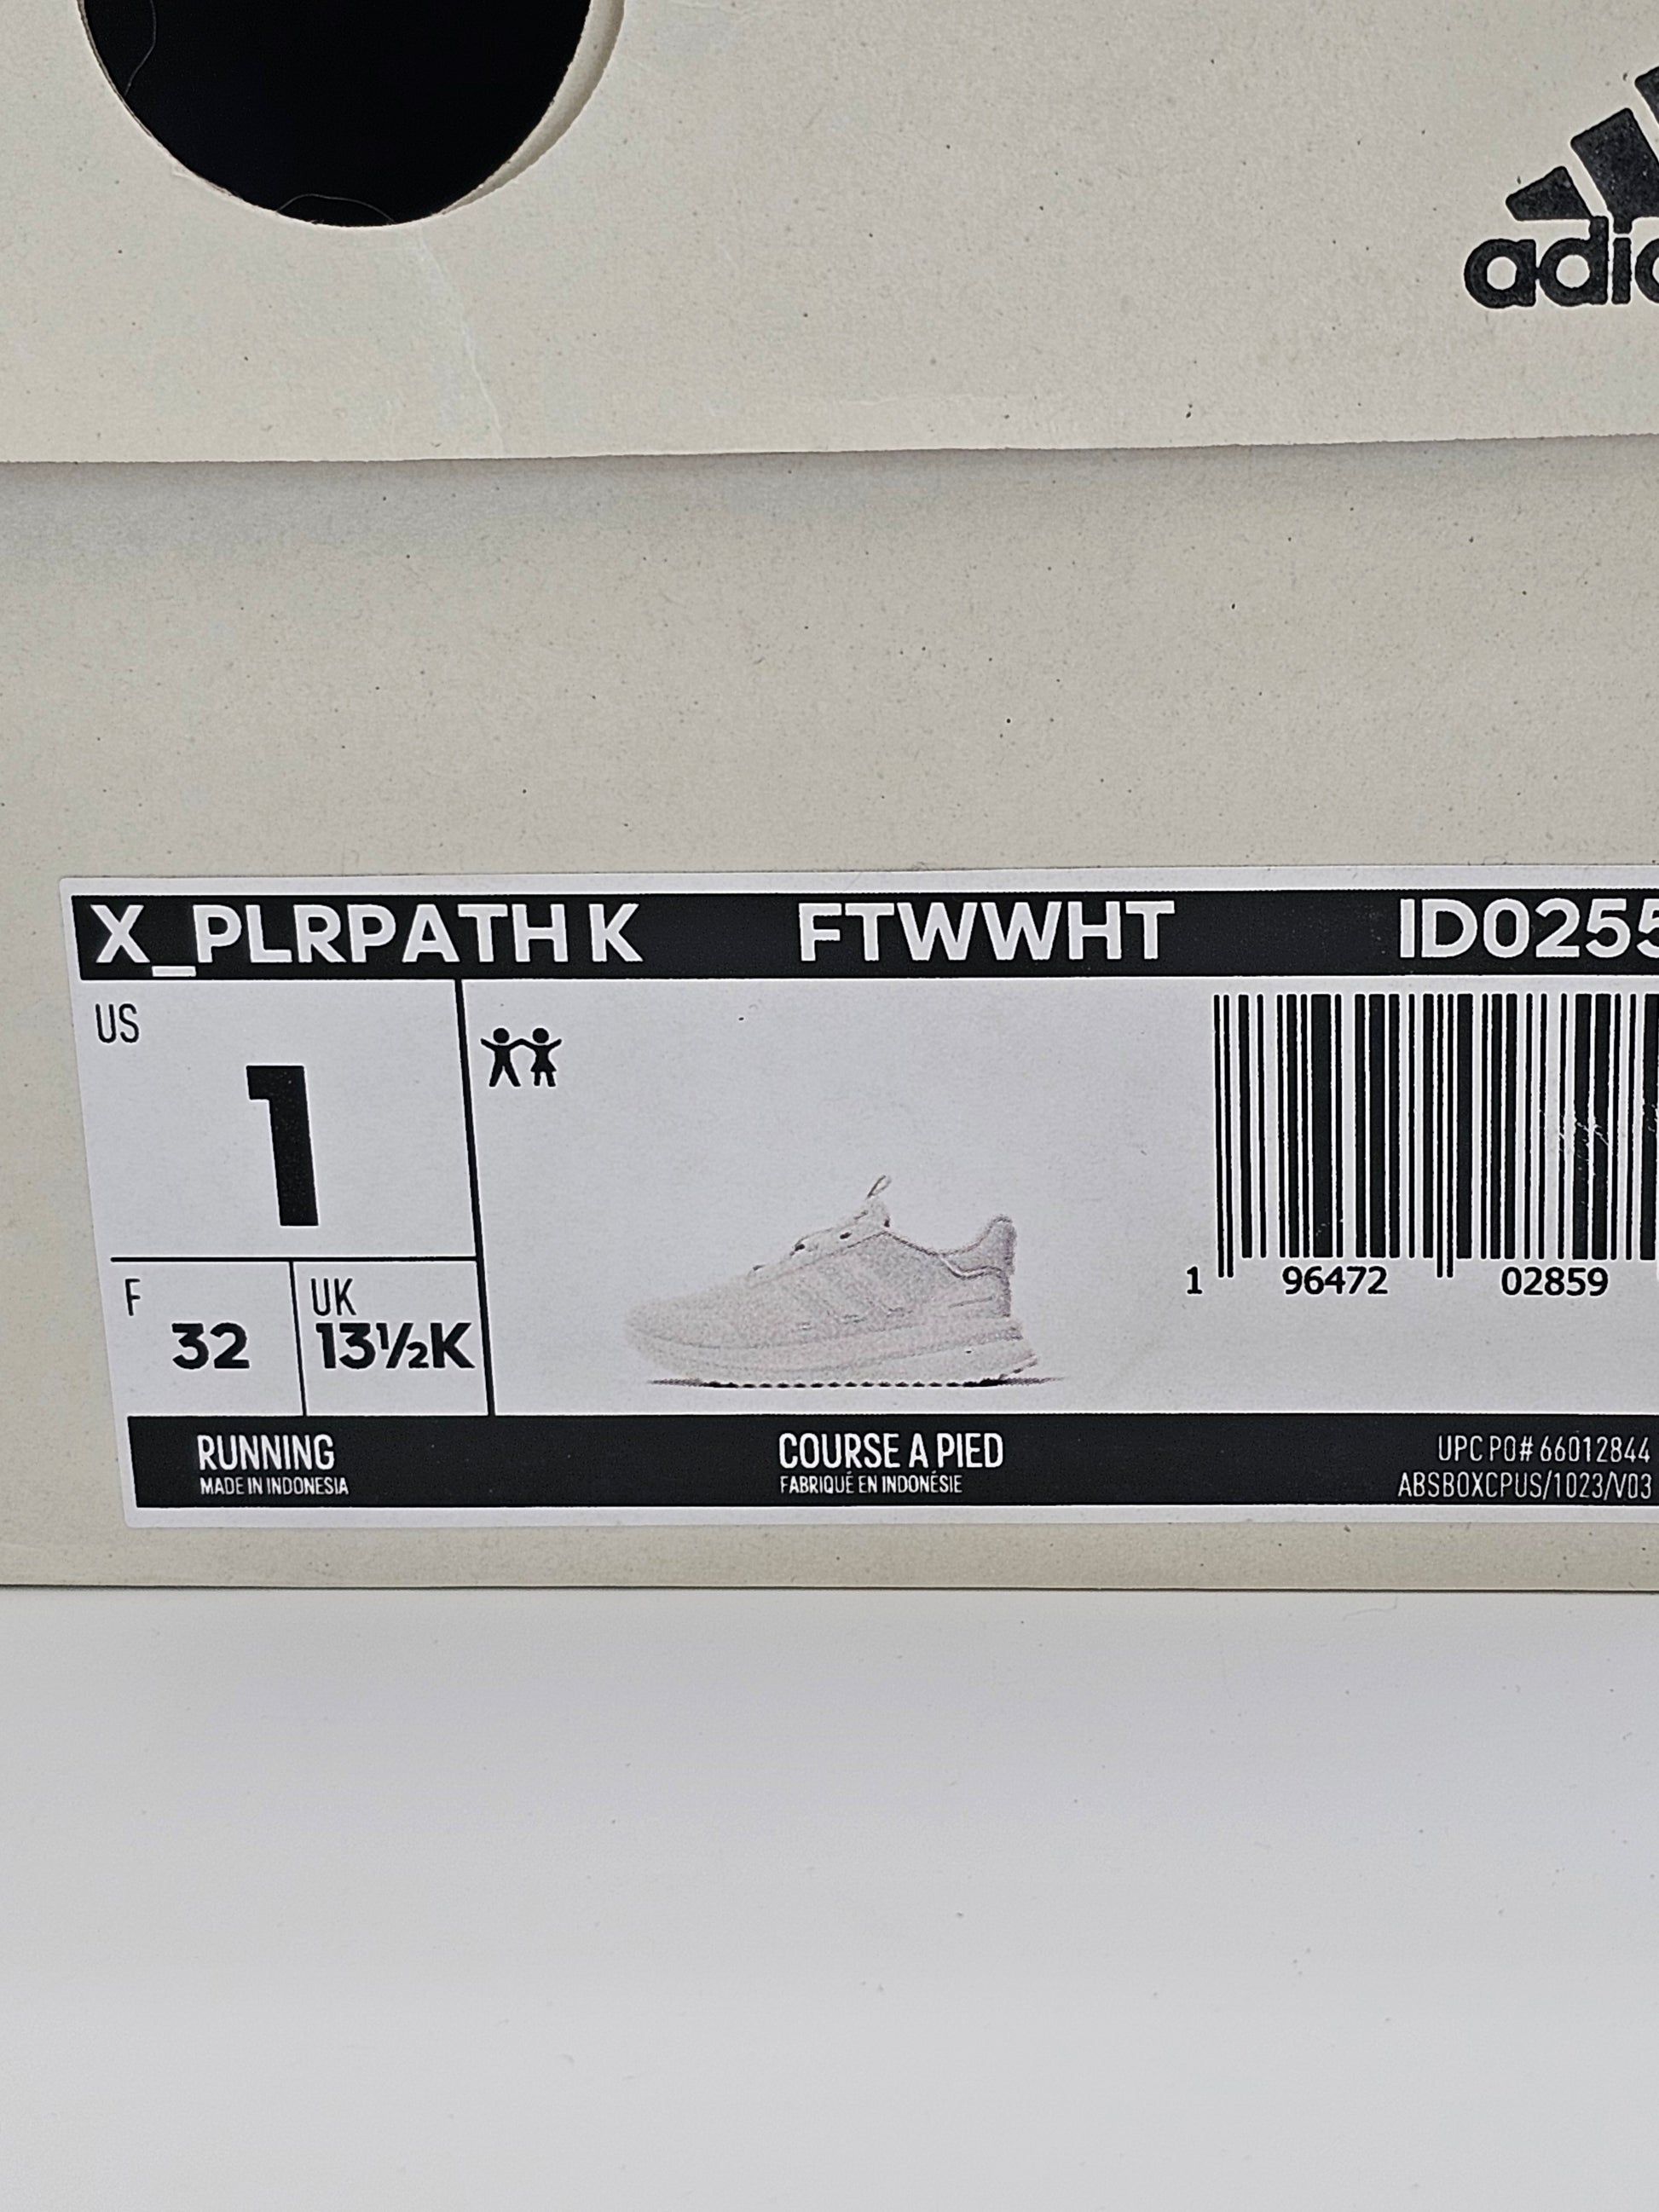 adid
X_PLRPATH K FTWWHT ID0255
US
1
F 32
UK 13½K
1 96472 02859
RUNNING
MADE IN INDONESIA
COURSE A PIED
FABRIQUÉ EN INDONÉSIE
UPC PO# 66012844
ABSBOXCPUS/1023/V03